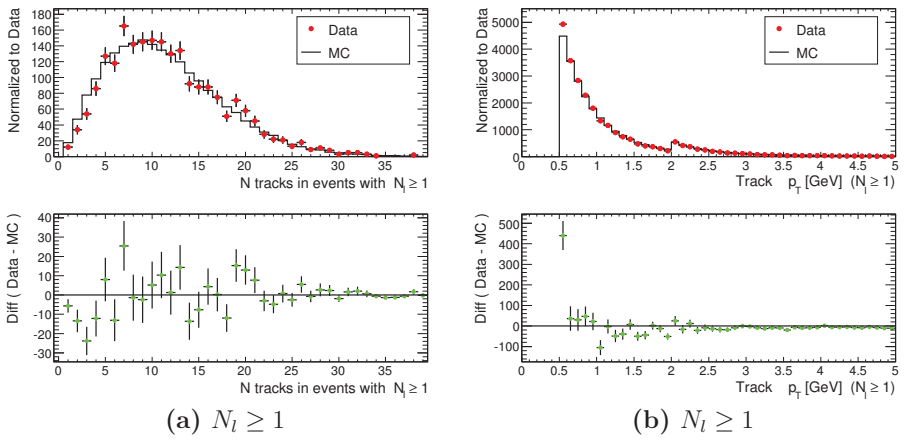 Normalized to Data
160
140
120
100
80
60
40
20
0
Data
MC
0 5 10 15 20 25 30 35
N tracks in events with N_l ≥ 1
Normalized to Data
5000
4000
3000
2000
1000
0
Data
MC
0 0.5 1 1.5 2 2.5 3 3.5 4 4.5 5
Track p_T [GeV] (N_l ≥ 1)
Diff ( Data - MC )
40
30
20
10
0
-10
-20
-30
0 5 10 15 20 25 30 35
N tracks in events with N_l ≥ 1
Diff ( Data - MC )
500
400
300
200
100
0
-100
0 0.5 1 1.5 2 2.5 3 3.5 4 4.5 5
Track p_T [GeV] (N_l ≥ 1)
(a) N_l ≥ 1
(b) N_l ≥ 1